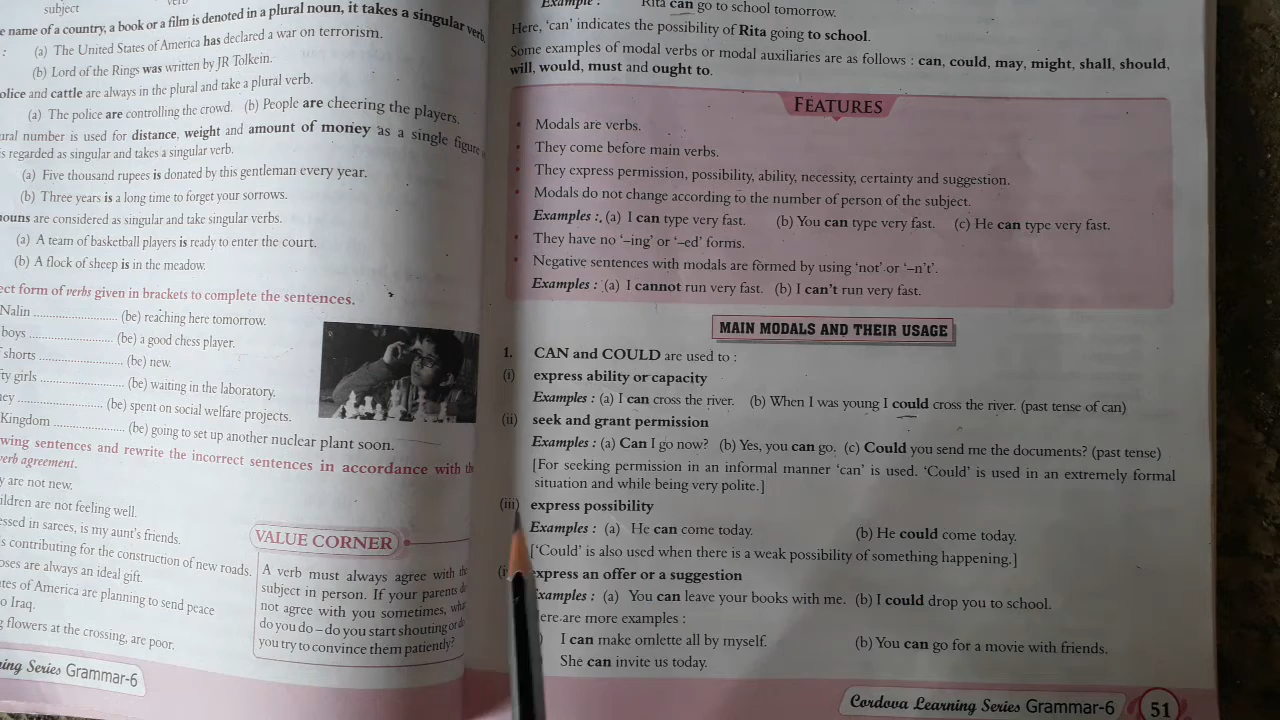 subject
verb
name of a country, a book or a film is denoted in a plural noun, it takes a singular verb.
: (a) The United States of America has declared a war on terrorism.
(b) Lord of the Rings was written by JR Tolkein.
olice and cattle are always in the plural and take a plural verb.
(a) The police are controlling the crowd. (b) People are cheering the players.
ural number is used for distance, weight and amount of money as a single figure
s regarded as singular and takes a singular verb.
(a) Five thousand rupees is donated by this gentleman every year.
(b) Three years is a long time to forget your sorrows.
nouns are considered as singular and take singular verbs.
(a) A team of basketball players is ready to enter the court.
(b) A flock of sheep is in the meadow.
ect form of verbs given in brackets to complete the sentences.
Nalin ........................ (be) reaching here tomorrow.
boys ........................ (be) a good chess player.
shorts ........................ (be) new.
ty girls ........................ (be) waiting in the laboratory.
ey ........................ (be) spent on social welfare projects.
Kingdom ........................ (be) going to set up another nuclear plant soon.
wing sentences and rewrite the incorrect sentences in accordance with the
verb agreement.
y are not new.
ildren are not feeling well.
essed in sarees, is my aunt's friends.
s contributing for the construction of new roads.
oses are always an ideal gift.
tes of America are planning to send peace
o Iraq.
g flowers at the crossing, are poor.
VALUE CORNER
A verb must always agree with the
subject in person. If your parents do
not agree with you sometimes, what
do you do – do you start shouting or do
you try to convince them patiently?
ning Series Grammar-6
Example : Rita can go to school tomorrow.
Here, 'can' indicates the possibility of Rita going to school.
Some examples of modal verbs or modal auxiliaries are as follows : can, could, may, might, shall, should,
will, would, must and ought to.
FEATURES
• Modals are verbs.
• They come before main verbs.
• They express permission, possibility, ability, necessity, certainty and suggestion.
• Modals do not change according to the number of person of the subject.
Examples :. (a) I can type very fast. (b) You can type very fast. (c) He can type very fast.
• They have no '–ing' or '–ed' forms.
• Negative sentences with modals are formed by using 'not' or '–n't'.
Examples : (a) I cannot run very fast. (b) I can't run very fast.
MAIN MODALS AND THEIR USAGE
1. CAN and COULD are used to :
(i) express ability or capacity
Examples : (a) I can cross the river. (b) When I was young I could cross the river. (past tense of can)
(ii) seek and grant permission
Examples : (a) Can I go now? (b) Yes, you can go. (c) Could you send me the documents? (past tense)
[For seeking permission in an informal manner 'can' is used. 'Could' is used in an extremely formal
situation and while being very polite.]
(iii) express possibility
Examples : (a) He can come today. (b) He could come today.
['Could' is also used when there is a weak possibility of something happening.]
express an offer or a suggestion
amples : (a) You can leave your books with me. (b) I could drop you to school.
ere are more examples :
) I can make omlette all by myself. (b) You can go for a movie with friends.
She can invite us today.
Cordova Learning Series Grammar-6 51